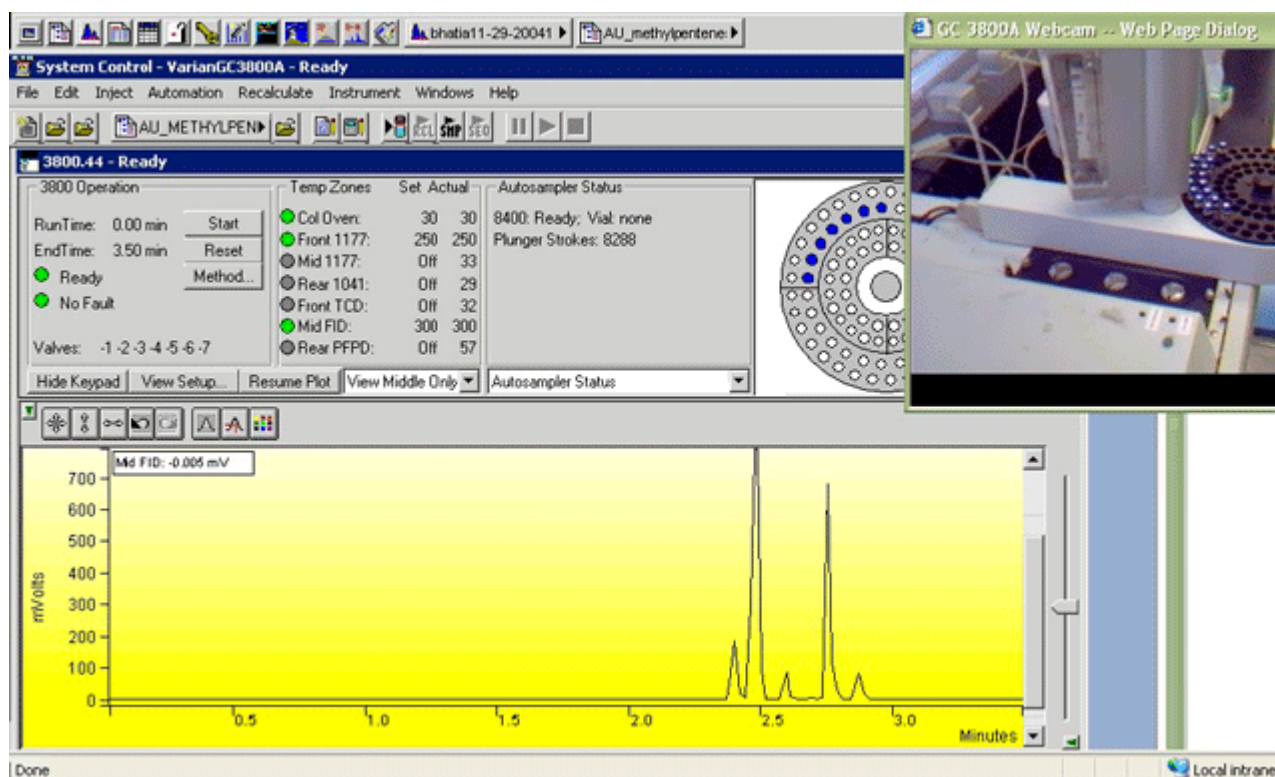 bhatia11-29-20041
AU_methylpentene:
GC 3800A Webcam -- Web Page Dialog
System Control - VarianGC3800A - Ready
File Edit Inject Automation Recalculate Instrument Windows Help
AU_METHYLPEN
RCL SMP SEQ
3800.44 - Ready
3800 Operation
RunTime: 0.00 min Start
EndTime: 3.50 min Reset
Ready Method...
No Fault
Valves: -1 -2 -3 -4 -5 -6 -7
Temp Zones Set Actual
Col Oven: 30 30
Front 1177: 250 250
Mid 1177: Off 33
Rear 1041: Off 29
Front TCD: Off 32
Mid FID: 300 300
Rear PFPD: Off 57
Autosampler Status
8400: Ready; Vial: none
Plunger Strokes: 8288
Hide Keypad View Setup... Resume Plot View Middle Only Autosampler Status
Mid FID: -0.005 mV
700
600
500
400
300
200
100
0
mVolts
0.5 1.0 1.5 2.0 2.5 3.0
Minutes
Done
Local intrane